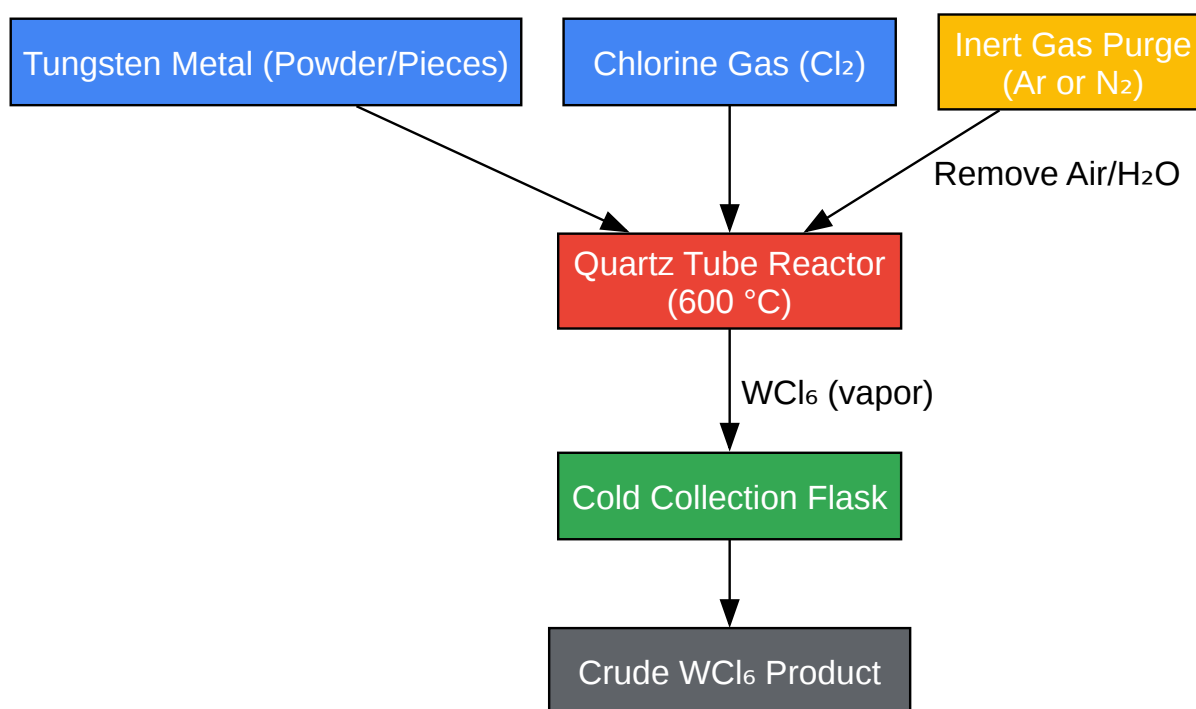 Tungsten Metal (Powder/Pieces)
Chlorine Gas (Cl₂)
Inert Gas Purge
(Ar or N₂)
Remove Air/H₂O
Quartz Tube Reactor
(600 °C)
WCl₆ (vapor)
Cold Collection Flask
Crude WCl₆ Product